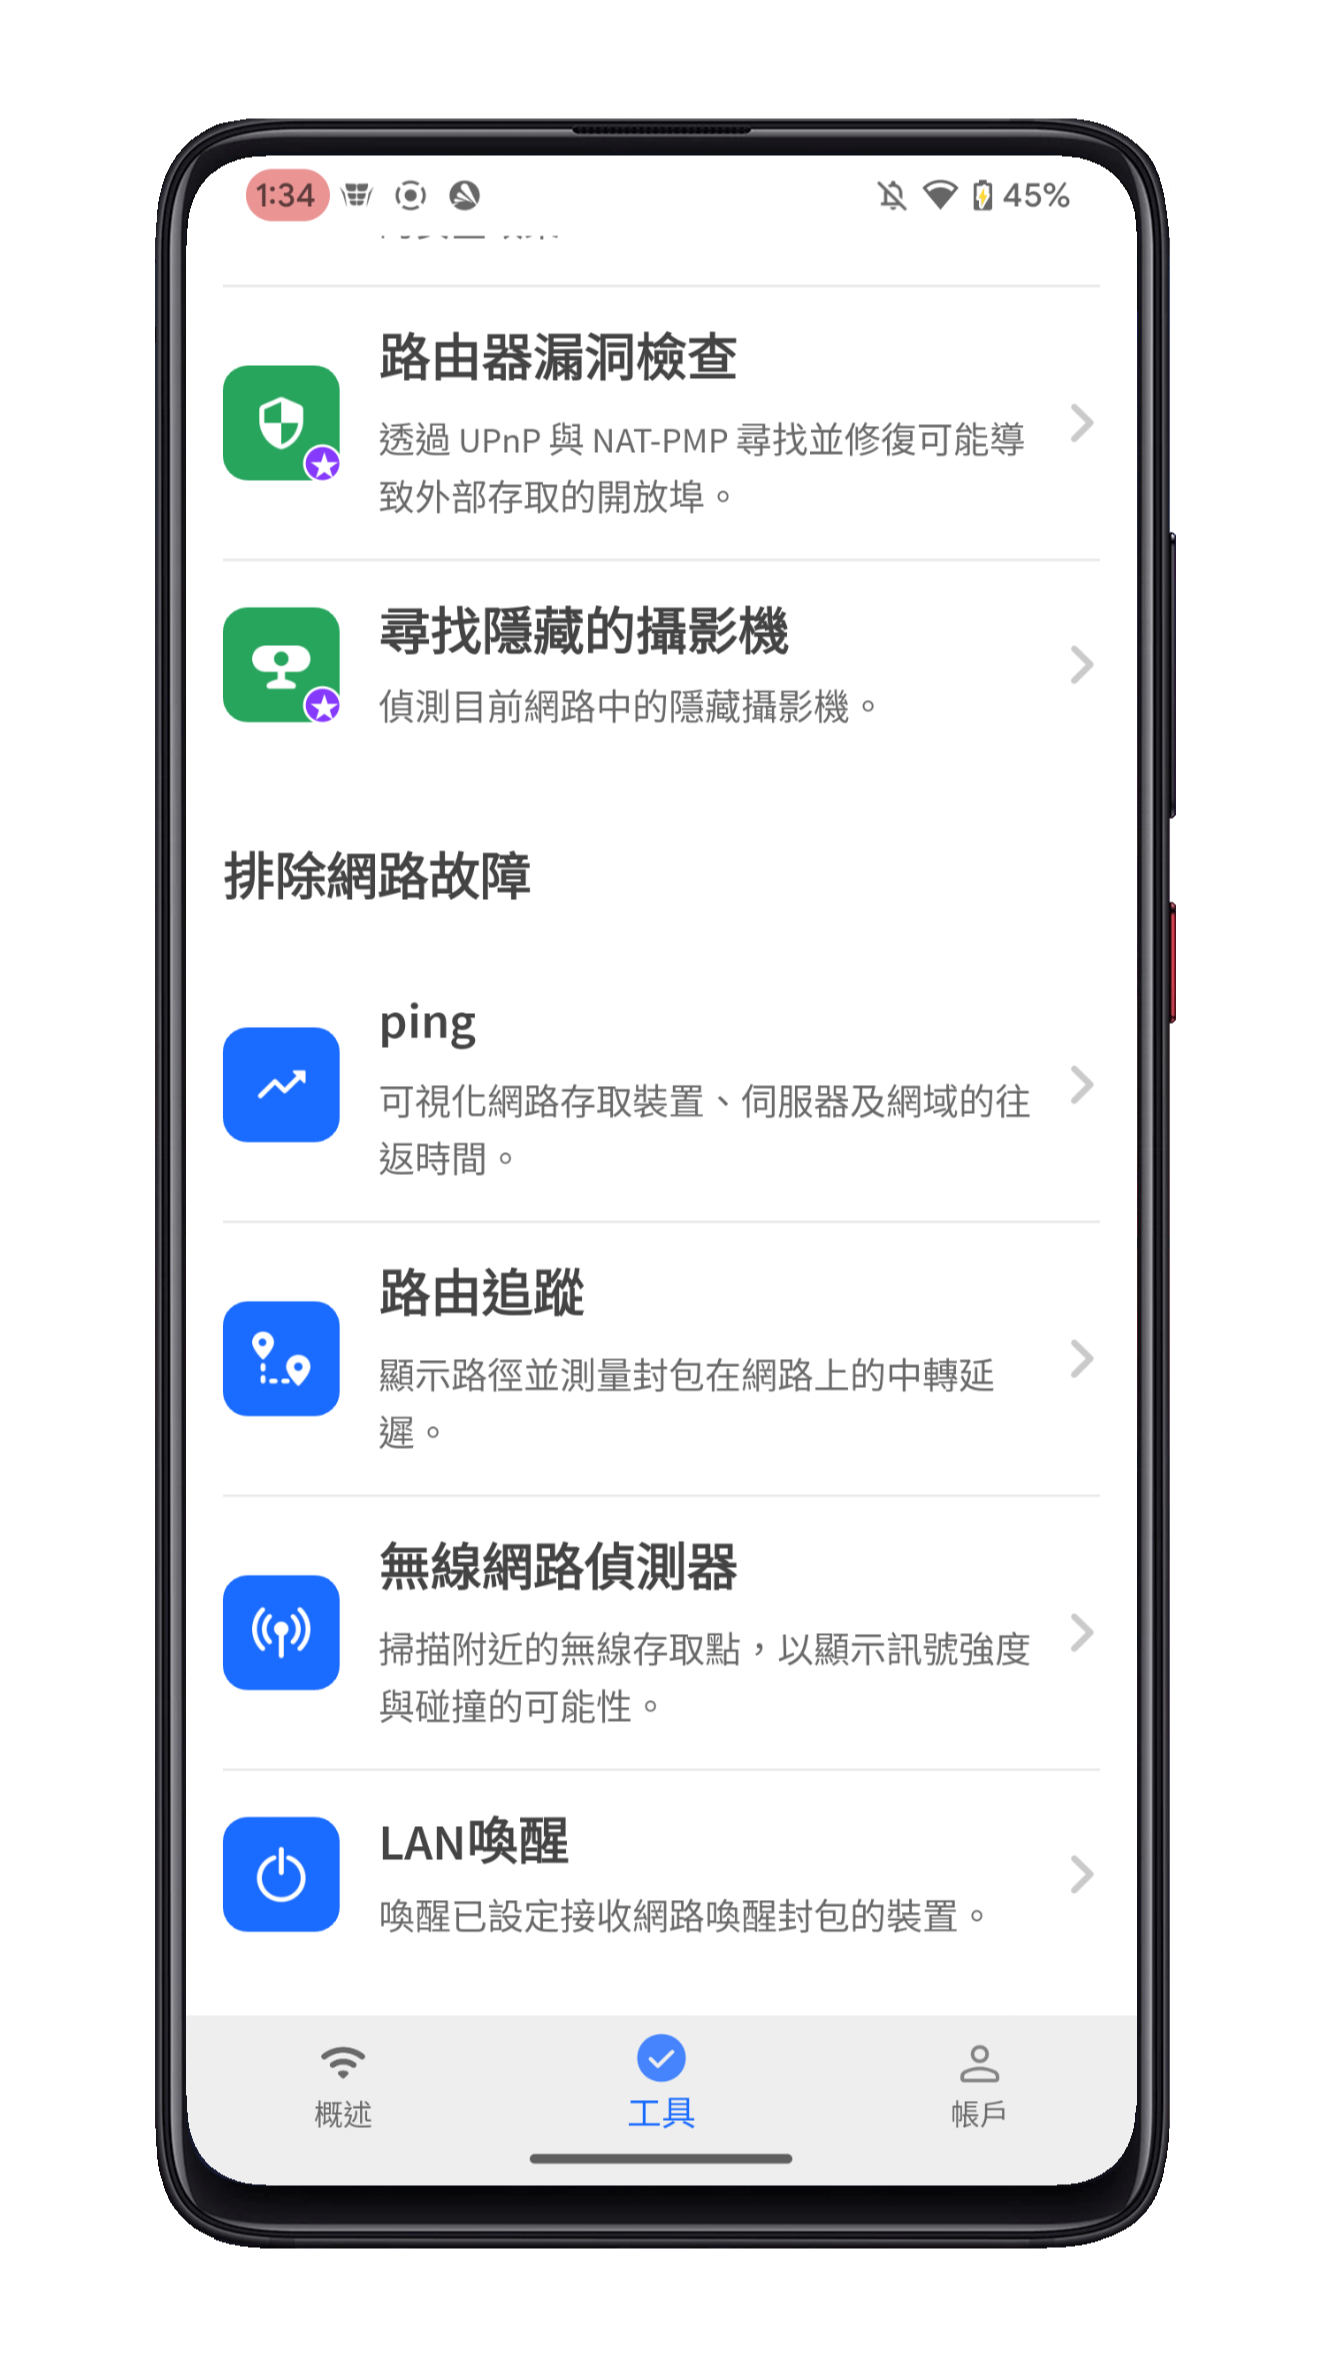 1:34
45%
路由器漏洞檢查
透過 UPnP 與 NAT-PMP 尋找並修復可能導
致外部存取的開放埠。
尋找隱藏的攝影機
偵測目前網路中的隱藏攝影機。
排除網路故障
ping
可視化網路存取裝置、伺服器及網域的往
返時間。
路由追蹤
顯示路徑並測量封包在網路上的中轉延
遲。
無線網路偵測器
掃描附近的無線存取點，以顯示訊號強度
與碰撞的可能性。
LAN喚醒
喚醒已設定接收網路喚醒封包的裝置。
概述
工具
帳戶